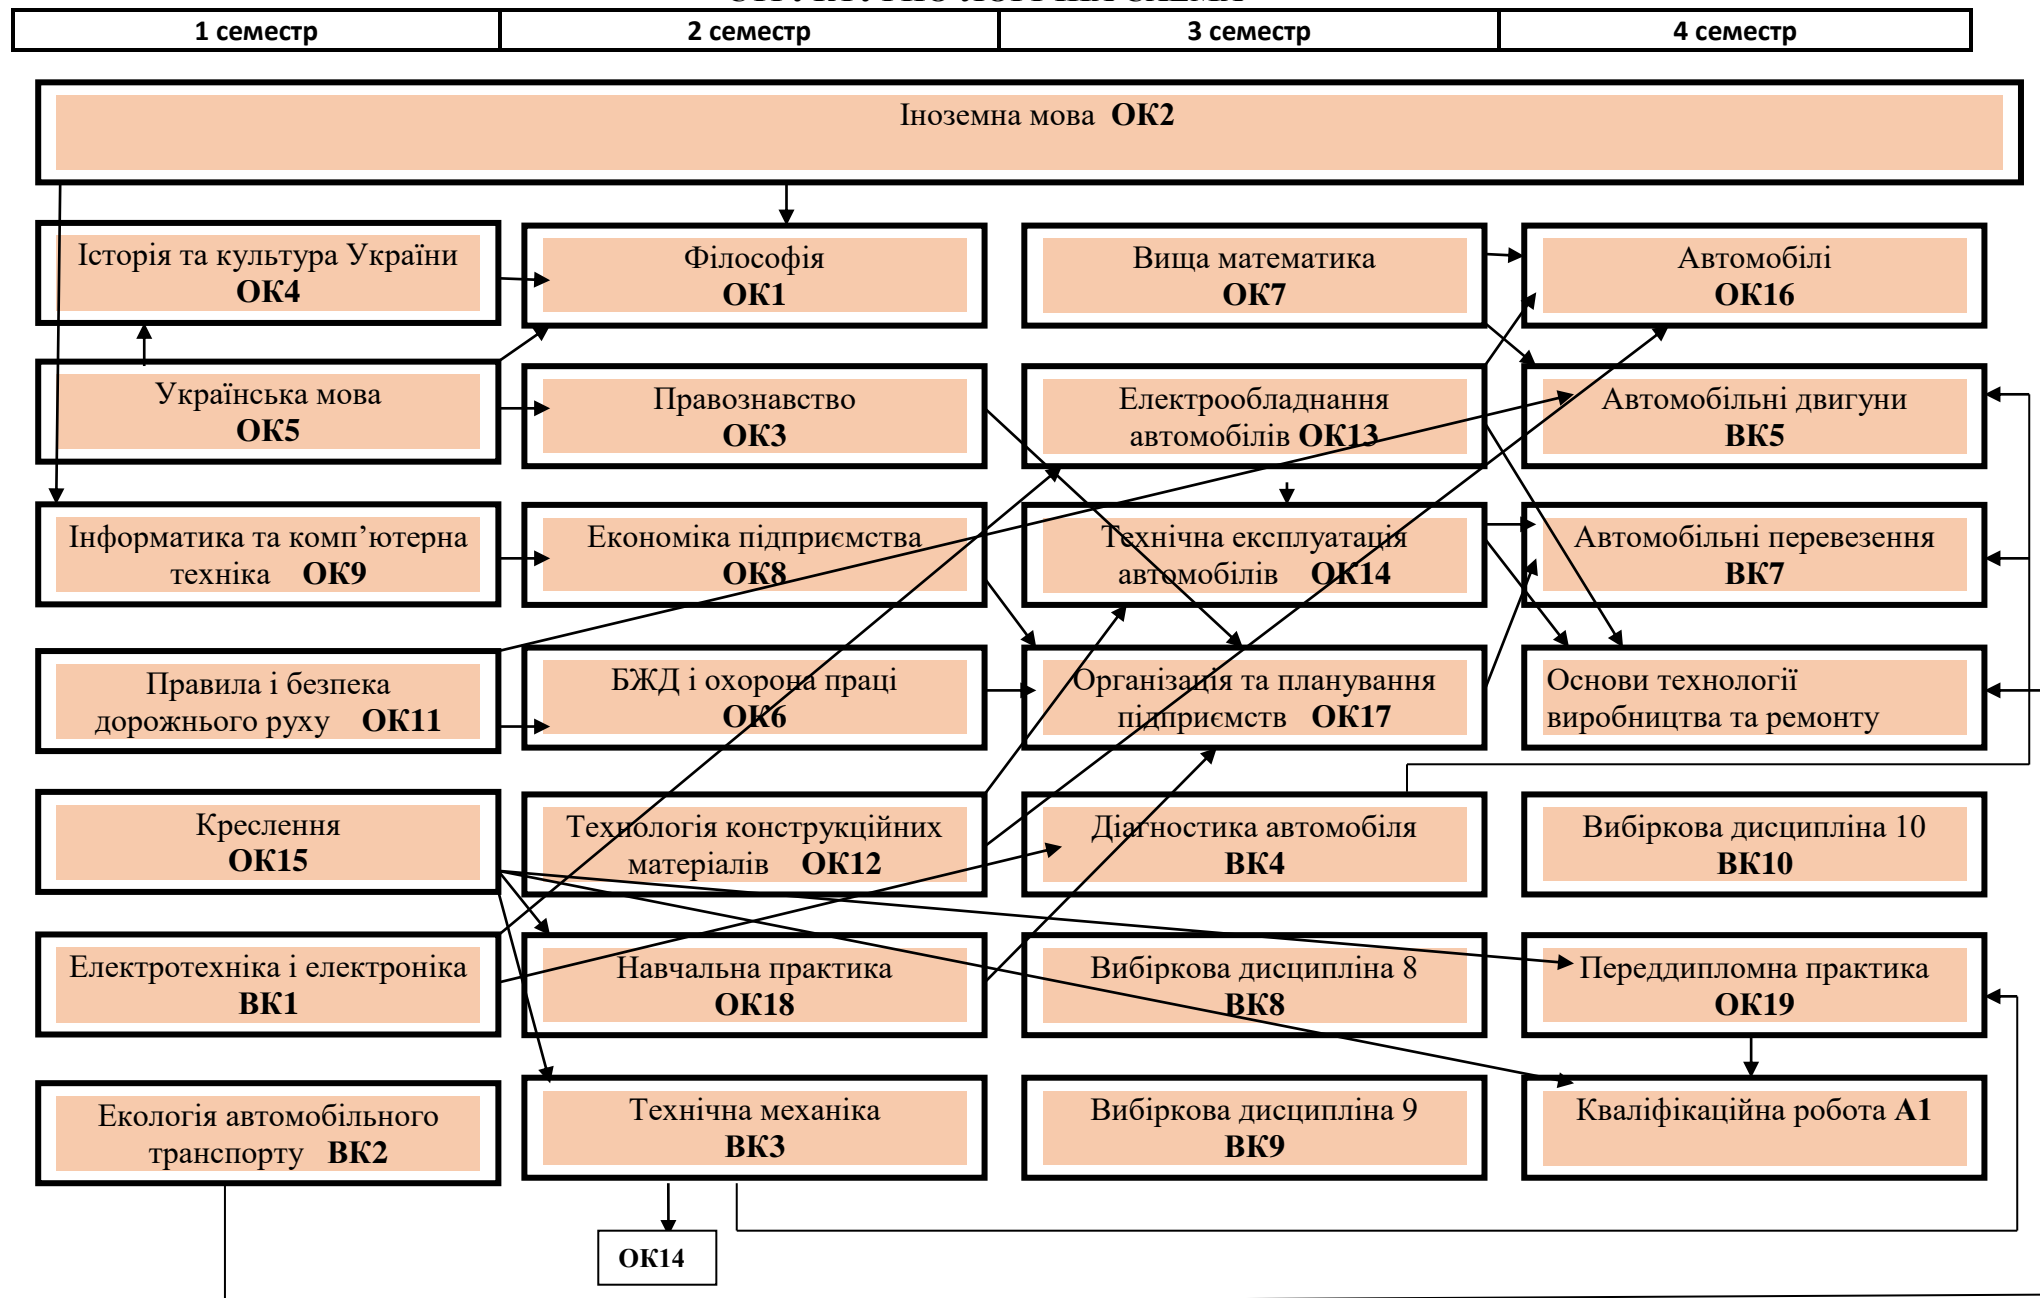 1 семестр
2 семестр
3 семестр
4 семестр
Іноземна мова ОК2
Історія та культура України
ОК4
Філософія
ОК1
Вища математика
ОК7
Автомобілі
ОК16
Українська мова
ОК5
Правознавство
ОК3
Електрообладнання
автомобілів ОК13
Автомобільні двигуни
ВК5
Інформатика та комп’ютерна
техніка ОК9
Економіка підприємства
ОК8
Технічна експлуатація
автомобілів ОК14
Автомобільні перевезення
ВК7
Правила і безпека
дорожнього руху ОК11
БЖД і охорона праці
ОК6
Організація та планування
підприємств ОК17
Основи технології
виробництва та ремонту
Креслення
ОК15
Технологія конструкційних
матеріалів ОК12
Діагностика автомобіля
ВК4
Вибіркова дисципліна 10
ВК10
Електротехніка і електроніка
ВК1
Навчальна практика
ОК18
Вибіркова дисципліна 8
ВК8
Переддипломна практика
ОК19
Екологія автомобільного
транспорту ВК2
Технічна механіка
ВК3
Вибіркова дисципліна 9
ВК9
Кваліфікаційна робота А1
ОК14